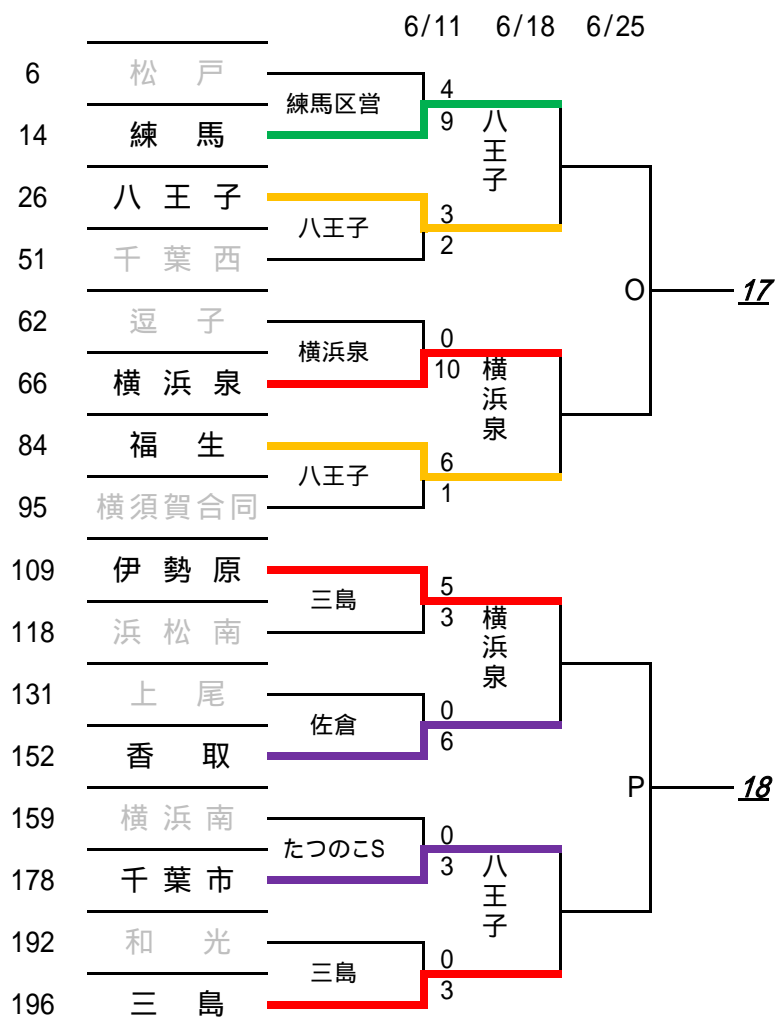 6/11 6/18 6/25
6 松戸
練馬区営 4
14 練馬 9
八王子
26 八王子 3
八王子 2
51 千葉西
O 17
62 逗子 0
横浜泉 10
66 横浜泉
横浜泉
84 福生 6
八王子 1
95 横須賀合同
109 伊勢原 5
三島 3
118 浜松南
横浜泉
131 上尾 0
佐倉 6
152 香取
P 18
159 横浜南 0
たつのこS 3
178 千葉市
八王子
192 和光 0
三島 3
196 三島